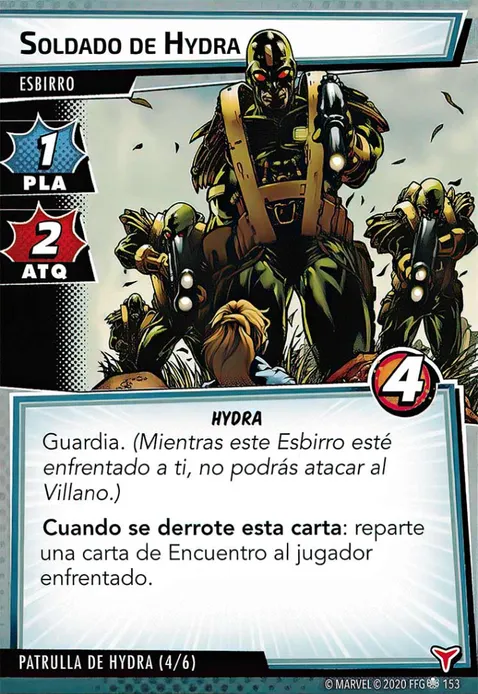 SOLDADO DE HYDRA
ESBIRRO
1
PLA
2
ATQ
4
HYDRA
Guardia. (Mientras este Esbirro esté
enfrentado a ti, no podrás atacar al
Villano.)
Cuando se derrote esta carta: reparte
una carta de Encuentro al jugador
enfrentado.
PATRULLA DE HYDRA (4/6)
© MARVEL © 2020 FFG 153